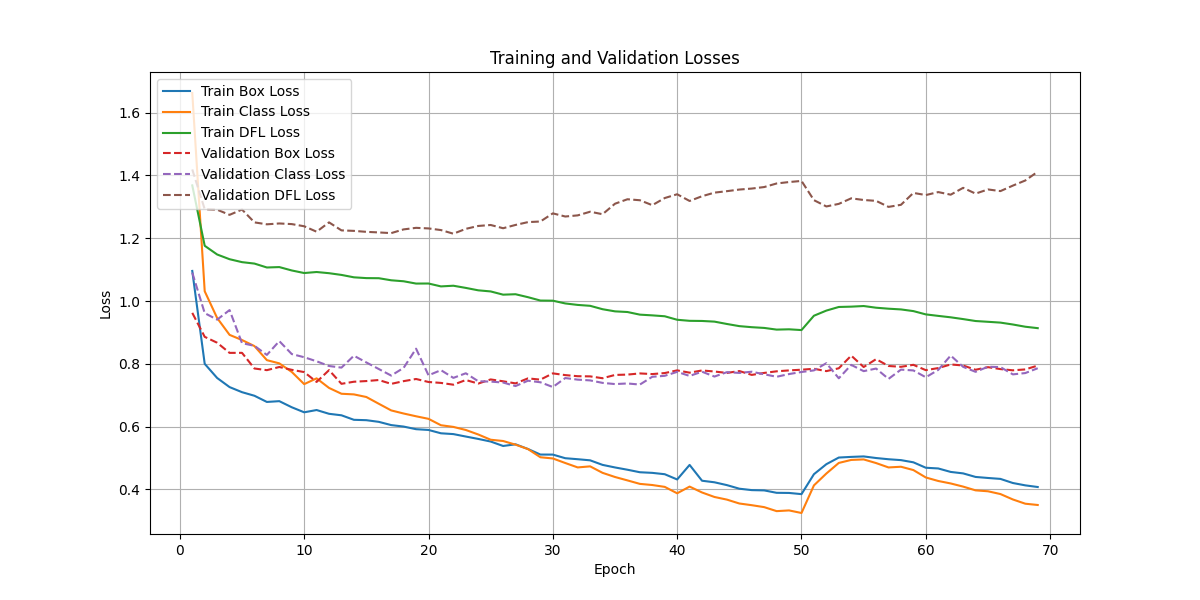 Training and Validation Losses
Train Box Loss
Train Class Loss
Train DFL Loss
Validation Box Loss
Validation Class Loss
Validation DFL Loss
1.6
1.4
1.2
1.0
0.8
0.6
0.4
Loss
0 10 20 30 40 50 60 70
Epoch